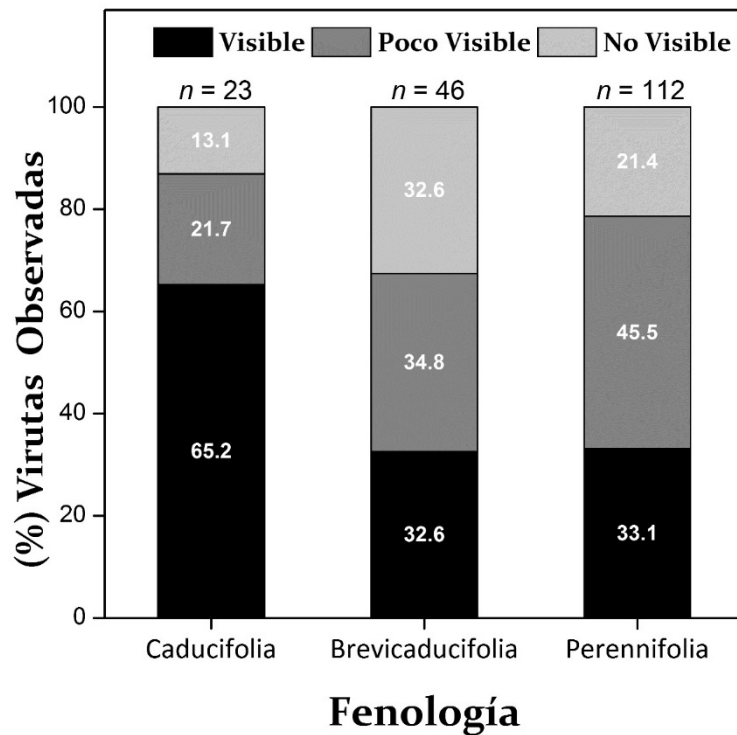 Visible Poco Visible No Visible
n = 23 n = 46 n = 112
100
80
60
40
20
0
(%) Virutas Observadas
13.1 32.6 21.4
21.7 34.8 45.5
65.2 32.6 33.1
Caducifolia Brevicaducifolia Perennifolia
Fenología